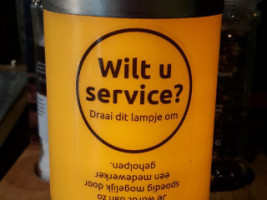 Wilt u
service?
Draai dit lampje om
Je wordt dan zo
spoedig mogelijk door
een medewerker
geholpen.